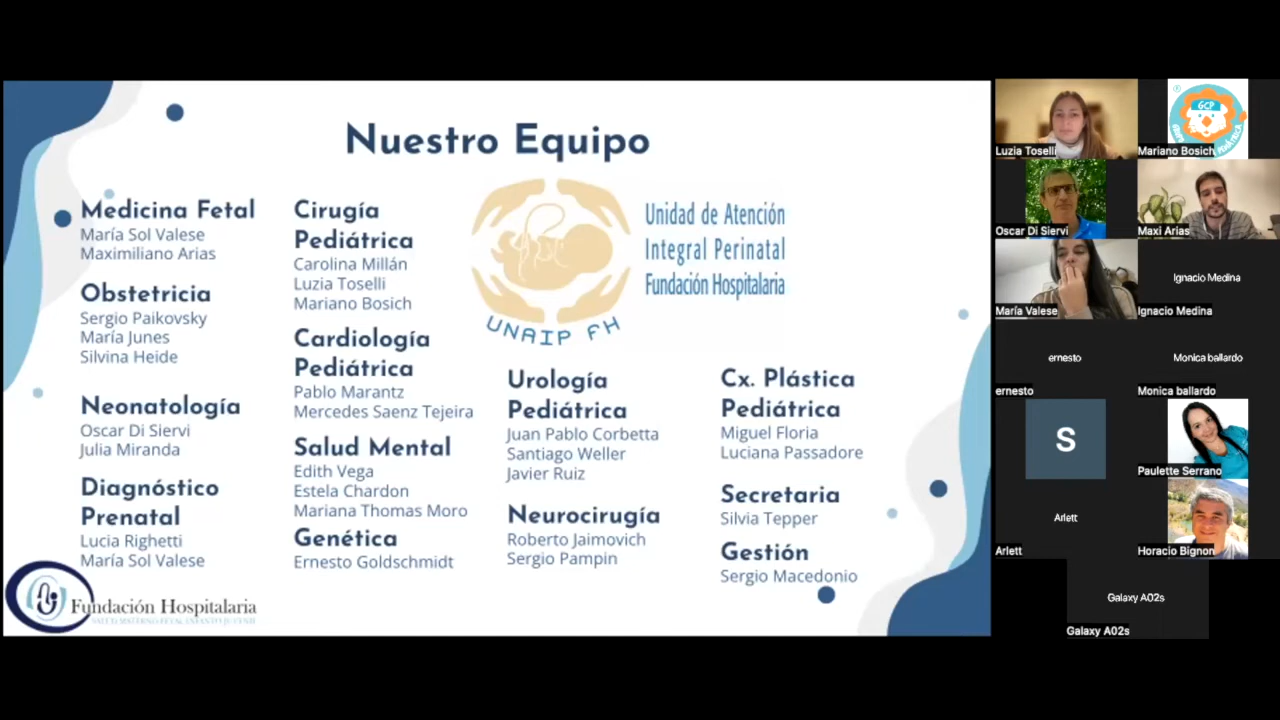 Nuestro Equipo
Medicina Fetal
María Sol Valese
Maximiliano Arias
Obstetricia
Sergio Paikovsky
María Junes
Silvina Heide
Neonatología
Oscar Di Siervi
Julia Miranda
Diagnóstico
Prenatal
Lucia Righetti
María Sol Valese
Cirugía
Pediátrica
Carolina Millán
Luzia Toselli
Mariano Bosich
Cardiología
Pediátrica
Pablo Marantz
Mercedes Saenz Tejeira
Salud Mental
Edith Vega
Estela Chardon
Mariana Thomas Moro
Genética
Ernesto Goldschmidt
UNAIP FH
Unidad de Atención
Integral Perinatal
Fundación Hospitalaria
Urología
Pediátrica
Juan Pablo Corbetta
Santiago Weller
Javier Ruiz
Neurocirugía
Roberto Jaimovich
Sergio Pampin
Cx. Plástica
Pediátrica
Miguel Floria
Luciana Passadore
Secretaria
Silvia Tepper
Gestión
Sergio Macedonio
Fundación Hospitalaria
SALUD MATERNO FETAL INFANTO JUVENIL
Luzia Toselli
GCP
Mariano Bosich
Oscar Di Siervi
Maxi Arias
María Valese
Ignacio Medina
Ignacio Medina
ernesto
ernesto
Monica ballardo
Monica ballardo
S
Arlett
Arlett
Paulette Serrano
Horacio Bignon
Galaxy A02s
Galaxy A02s